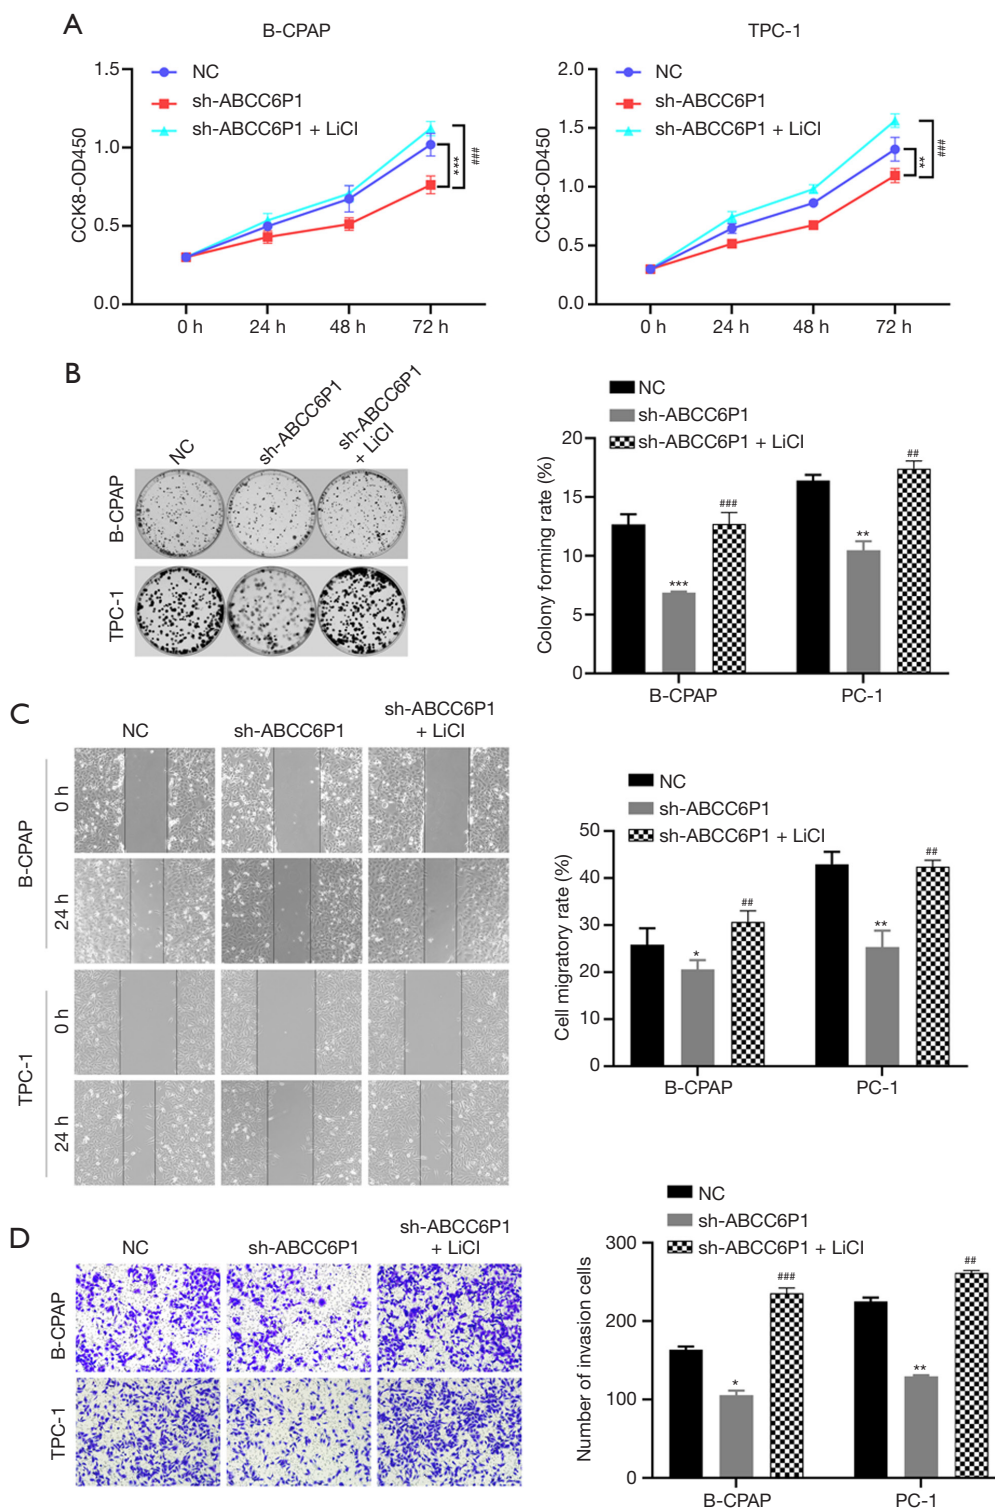 A
B-CPAP
TPC-1
1.5
1.0
0.5
0.0
CCK8-OD450
NC
sh-ABCC6P1
sh-ABCC6P1 + LiCl
***
###
0 h
24 h
48 h
72 h
2.0
1.5
1.0
0.5
0.0
CCK8-OD450
NC
sh-ABCC6P1
sh-ABCC6P1 + LiCl
**
###
0 h
24 h
48 h
72 h
B
NC
sh-ABCC6P1
sh-ABCC6P1
+ LiCl
B-CPAP
TPC-1
NC
sh-ABCC6P1
sh-ABCC6P1 + LiCl
20
15
10
5
0
Colony forming rate (%)
***
###
**
##
B-CPAP
PC-1
C
NC
sh-ABCC6P1
sh-ABCC6P1
+ LiCl
B-CPAP
0 h
24 h
TPC-1
0 h
24 h
NC
sh-ABCC6P1
sh-ABCC6P1 + LiCl
50
40
30
20
10
0
Cell migratory rate (%)
*
##
**
##
B-CPAP
PC-1
D
NC
sh-ABCC6P1
sh-ABCC6P1
+ LiCl
B-CPAP
TPC-1
NC
sh-ABCC6P1
sh-ABCC6P1 + LiCl
300
200
100
0
Number of invasion cells
*
###
**
##
B-CPAP
PC-1